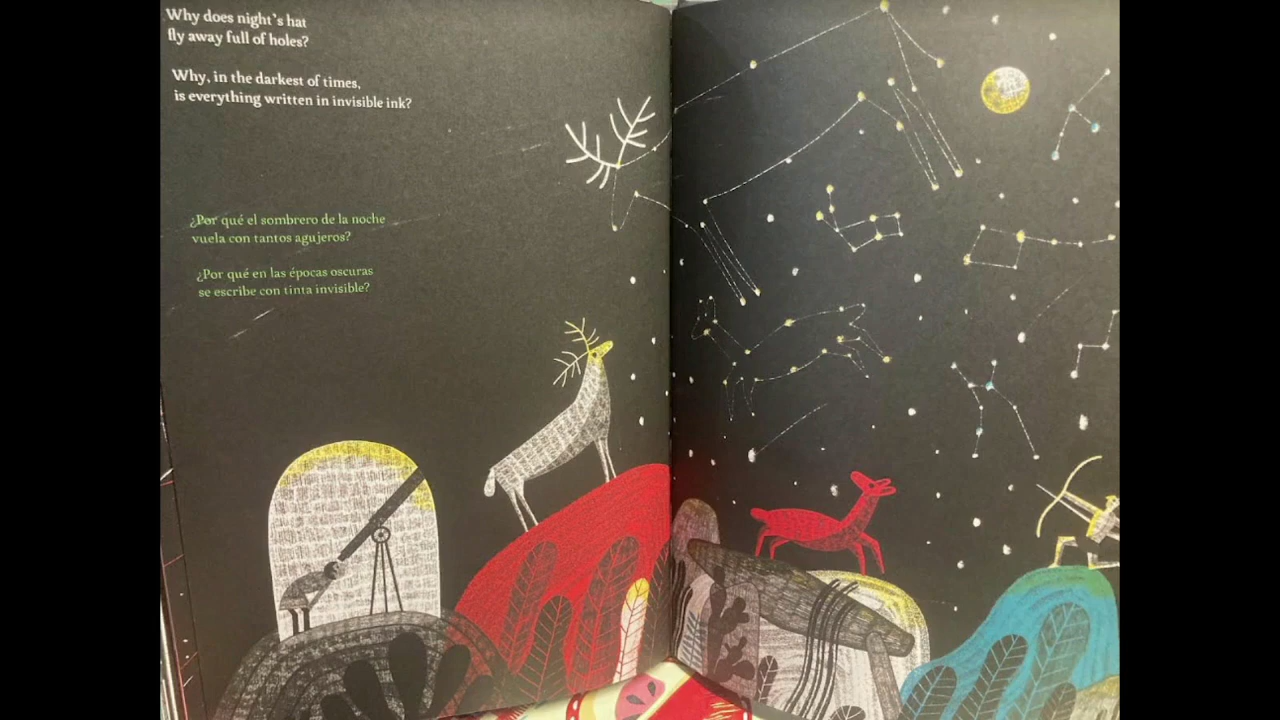 Why does night's hat
fly away full of holes?
Why, in the darkest of times,
is everything written in invisible ink?
¿Por qué el sombrero de la noche
vuela con tantos agujeros?
¿Por qué en las épocas oscuras
se escribe con tinta invisible?